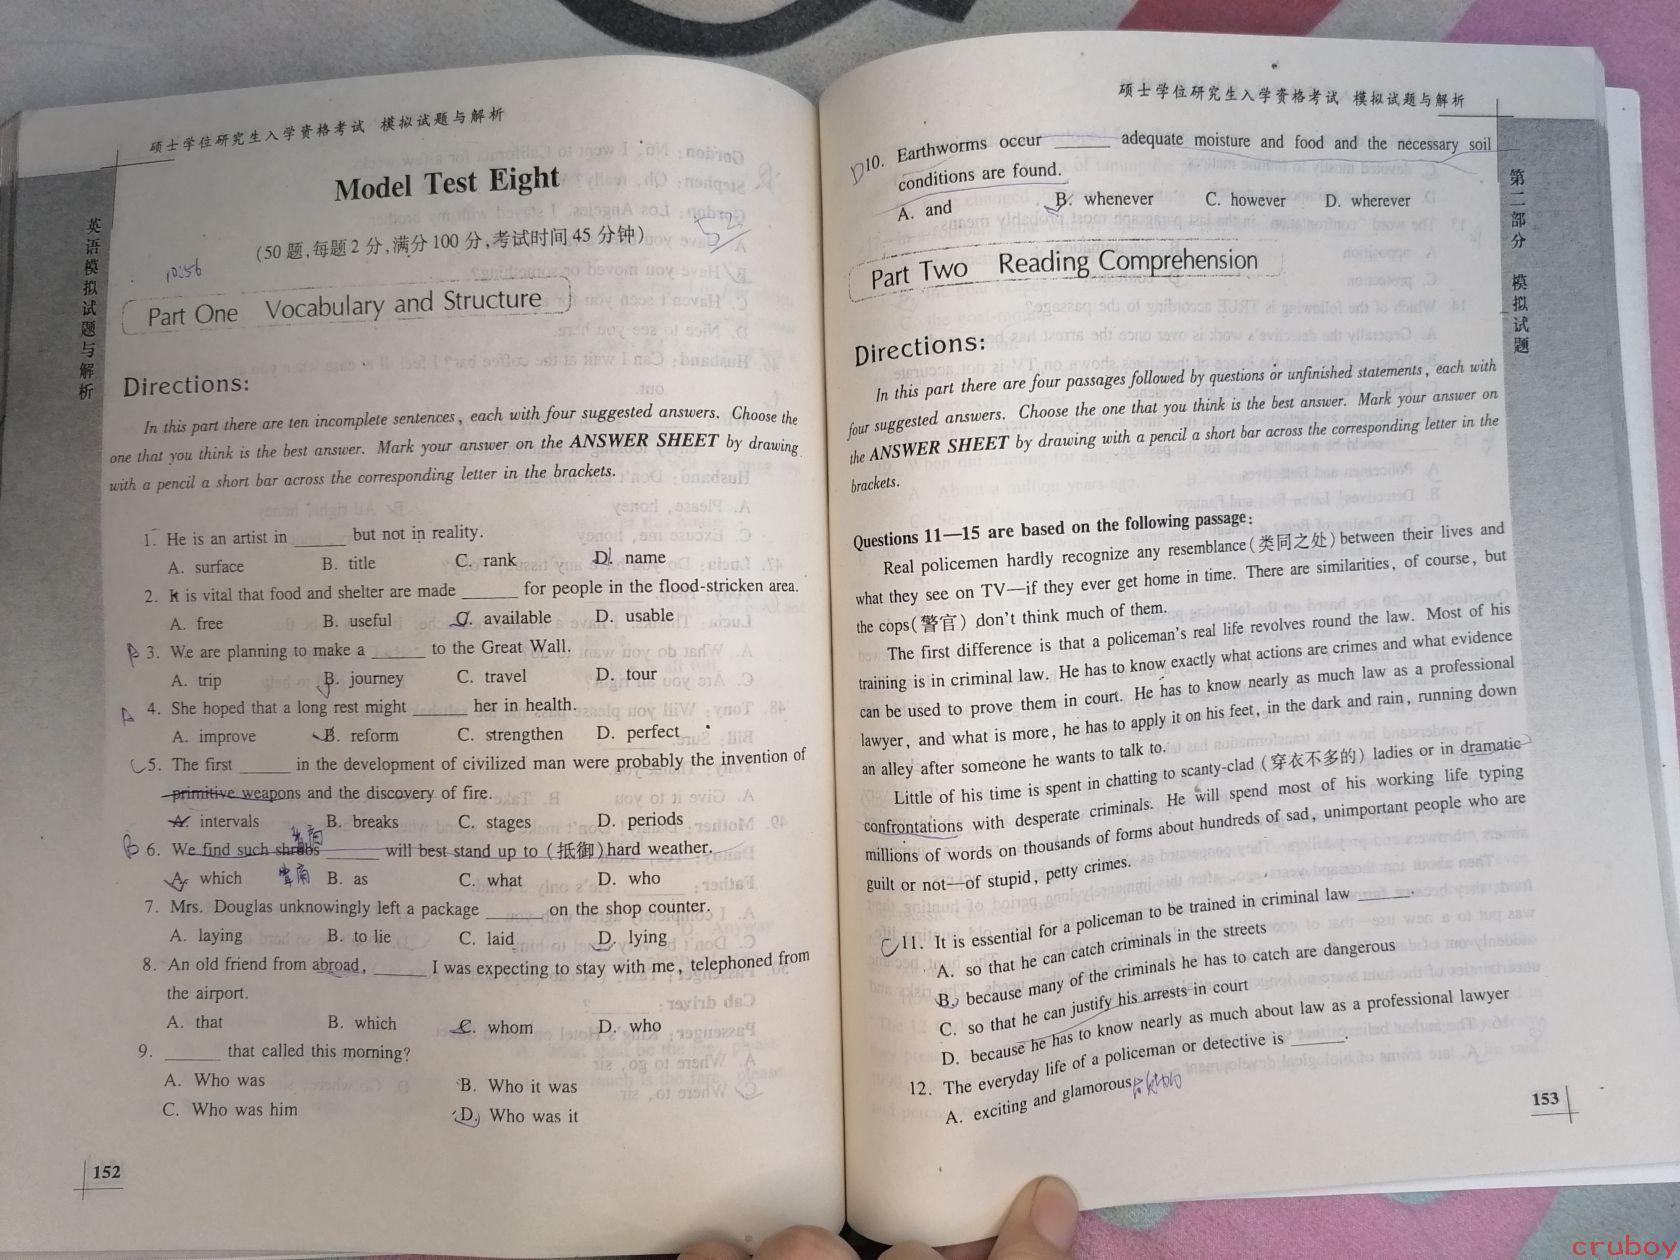 硕士学位研究生入学资格考试 模拟试题与解析
英语模拟试题与解析
Model Test Eight
52
(50题,每题2分,满分100分,考试时间45分钟)
10:56
Part One Vocabulary and Structure
Directions:
In this part there are ten incomplete sentences, each with four suggested answers. Choose the
one that you think is the best answer. Mark your answer on the ANSWER SHEET by drawing
with a pencil a short bar across the corresponding letter in the brackets.
1. He is an artist in ______ but not in reality.
A. surface B. title C. rank D. name
2. It is vital that food and shelter are made ______ for people in the flood-stricken area.
A. free B. useful C. available D. usable
A 3. We are planning to make a ______ to the Great Wall.
A. trip B. journey C. travel D. tour
A 4. She hoped that a long rest might ______ her in health.
A. improve B. reform C. strengthen D. perfect
C 5. The first ______ in the development of civilized man were probably the invention of
primitive weapons and the discovery of fire.
A. intervals B. breaks C. stages D. periods
B 6. We find such shrubs ______ will best stand up to (抵御) hard weather.
A. which B. as C. what D. who
7. Mrs. Douglas unknowingly left a package ______ on the shop counter.
A. laying B. to lie C. laid D. lying
8. An old friend from abroad, ______ I was expecting to stay with me, telephoned from
the airport.
A. that B. which C. whom D. who
9. ______ that called this morning?
A. Who was B. Who it was
C. Who was him D. Who was it
152
硕士学位研究生入学资格考试 模拟试题与解析
第二部分 模拟试题
D 10. Earthworms occur ______ adequate moisture and food and the necessary soil
conditions are found.
A. and B. whenever C. however D. wherever
Part Two Reading Comprehension
Directions:
In this part there are four passages followed by questions or unfinished statements, each with
four suggested answers. Choose the one that you think is the best answer. Mark your answer on
the ANSWER SHEET by drawing with a pencil a short bar across the corresponding letter in the
brackets.
Questions 11—15 are based on the following passage:
Real policemen hardly recognize any resemblance(类同之处)between their lives and
what they see on TV—if they ever get home in time. There are similarities, of course, but
the cops(警官) don't think much of them.
The first difference is that a policeman's real life revolves round the law. Most of his
training is in criminal law. He has to know exactly what actions are crimes and what evidence
can be used to prove them in court. He has to know nearly as much law as a professional
lawyer, and what is more, he has to apply it on his feet, in the dark and rain, running down
an alley after someone he wants to talk to.
Little of his time is spent in chatting to scanty-clad (穿衣不多的) ladies or in dramatic
confrontations with desperate criminals. He will spend most of his working life typing
millions of words on thousands of forms about hundreds of sad, unimportant people who are
guilt or not—of stupid, petty crimes.
C 11. It is essential for a policeman to be trained in criminal law ______.
A. so that he can catch criminals in the streets
B. because many of the criminals he has to catch are dangerous
C. so that he can justify his arrests in court
D. because he has to know nearly as much about law as a professional lawyer
12. The everyday life of a policeman or detective is ______.
A. exciting and glamorous
153
cruboy